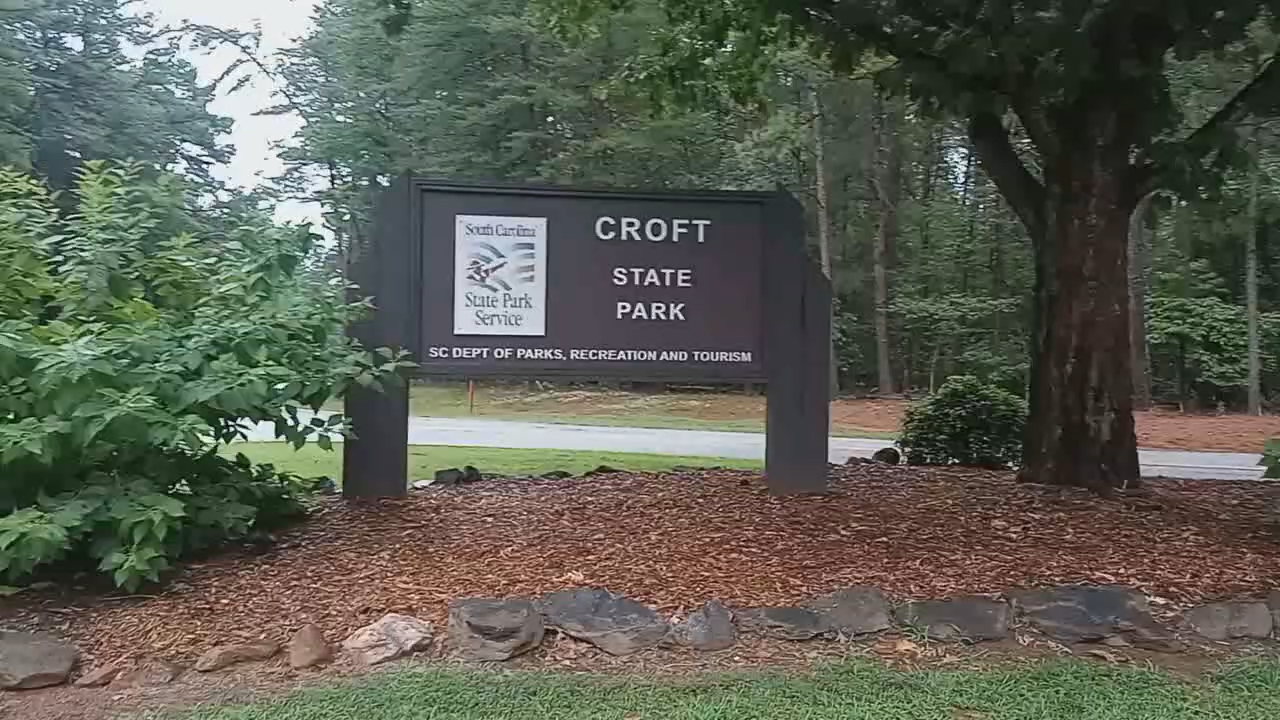 South Carolina
State Park
Service
CROFT
STATE
PARK
SC DEPT OF PARKS, RECREATION AND TOURISM